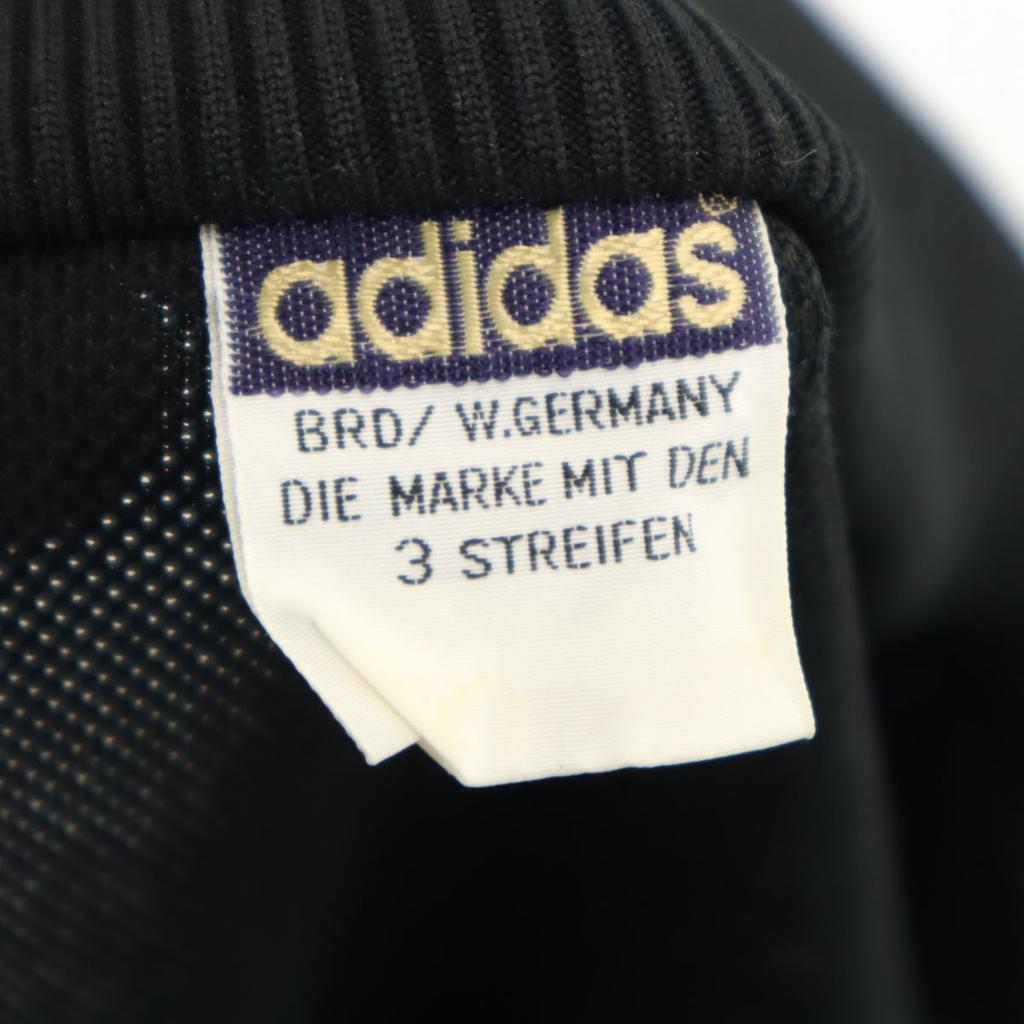 adidas®
BRD/ W.GERMANY
DIE MARKE MIT DEN
3 STREIFEN